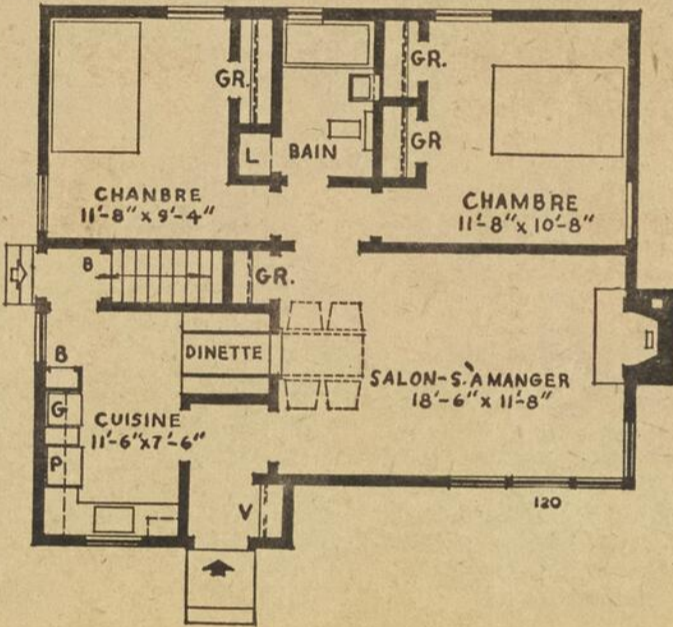 GR.
GR.
GR
L
BAIN
CHANBRE
11'-8" x 9'-4"
CHAMBRE
11'-8" x 10'-8"
B
GR.
B
DINETTE
G
SALON-S.À MANGER
18'-6" x 11'-8"
CUISINE
11'-6" x 7'-6"
P
V
120